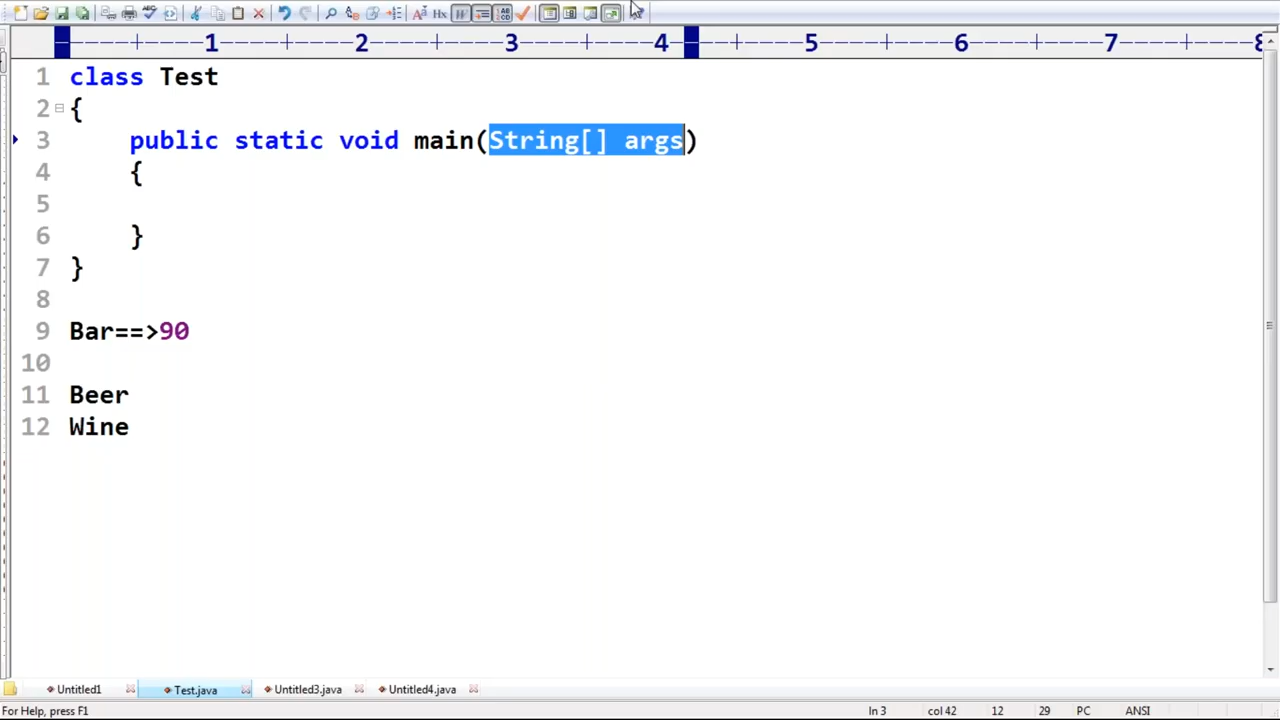 1 2 3 4 5 6 7 8
1 class Test
2 {
3 public static void main(String[] args)
4 {
5
6 }
7 }
8
9 Bar==>90
10
11 Beer
12 Wine
Untitled1 Test.java Untitled3.java Untitled4.java
For Help, press F1 ln 3 col 42 12 29 PC ANSI